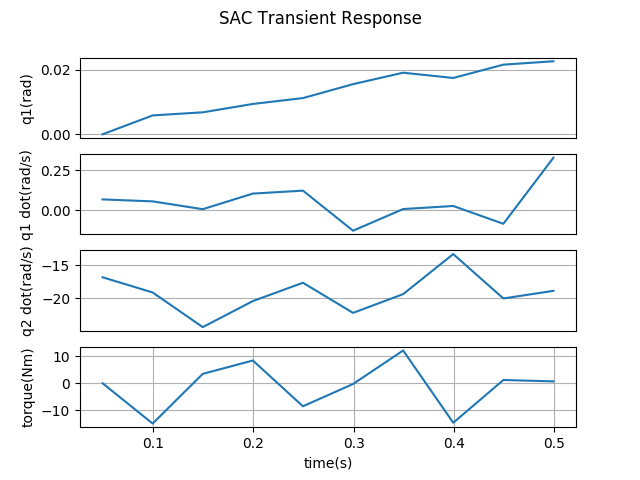 SAC Transient Response
q1(rad)
0.02
0.00
q1 dot(rad/s)
0.25
0.00
q2 dot(rad/s)
−15
−20
torque(Nm)
10
0
−10
0.1 0.2 0.3 0.4 0.5
time(s)